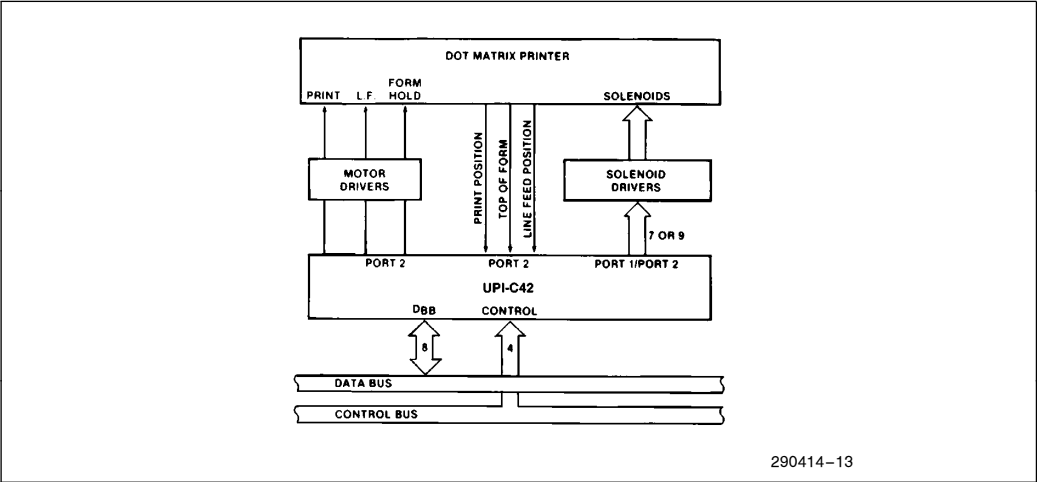 DOT MATRIX PRINTER
FORM
PRINT L.F. HOLD SOLENOIDS
MOTOR
DRIVERS
PRINT POSITION
TOP OF FORM
LINE FEED POSITION
SOLENOID
DRIVERS
7 OR 9
PORT 2 PORT 2 PORT 1/PORT 2
UPI-C42
DBB CONTROL
8 4
DATA BUS
CONTROL BUS
290414–13